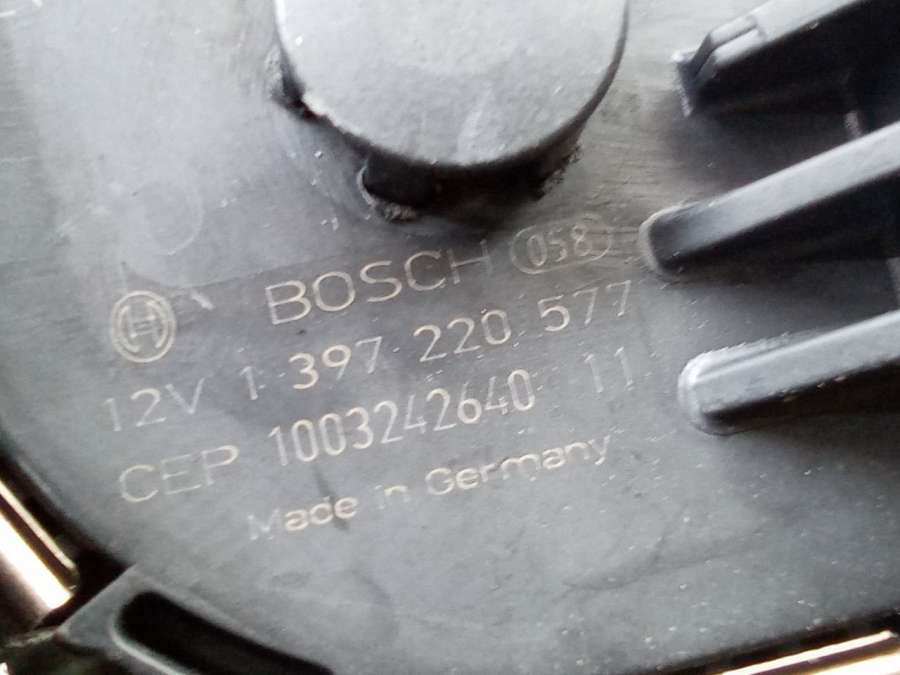 BOSCH 058
12V 1 397 220 577
CEP 1003242640 11
Made in Germany